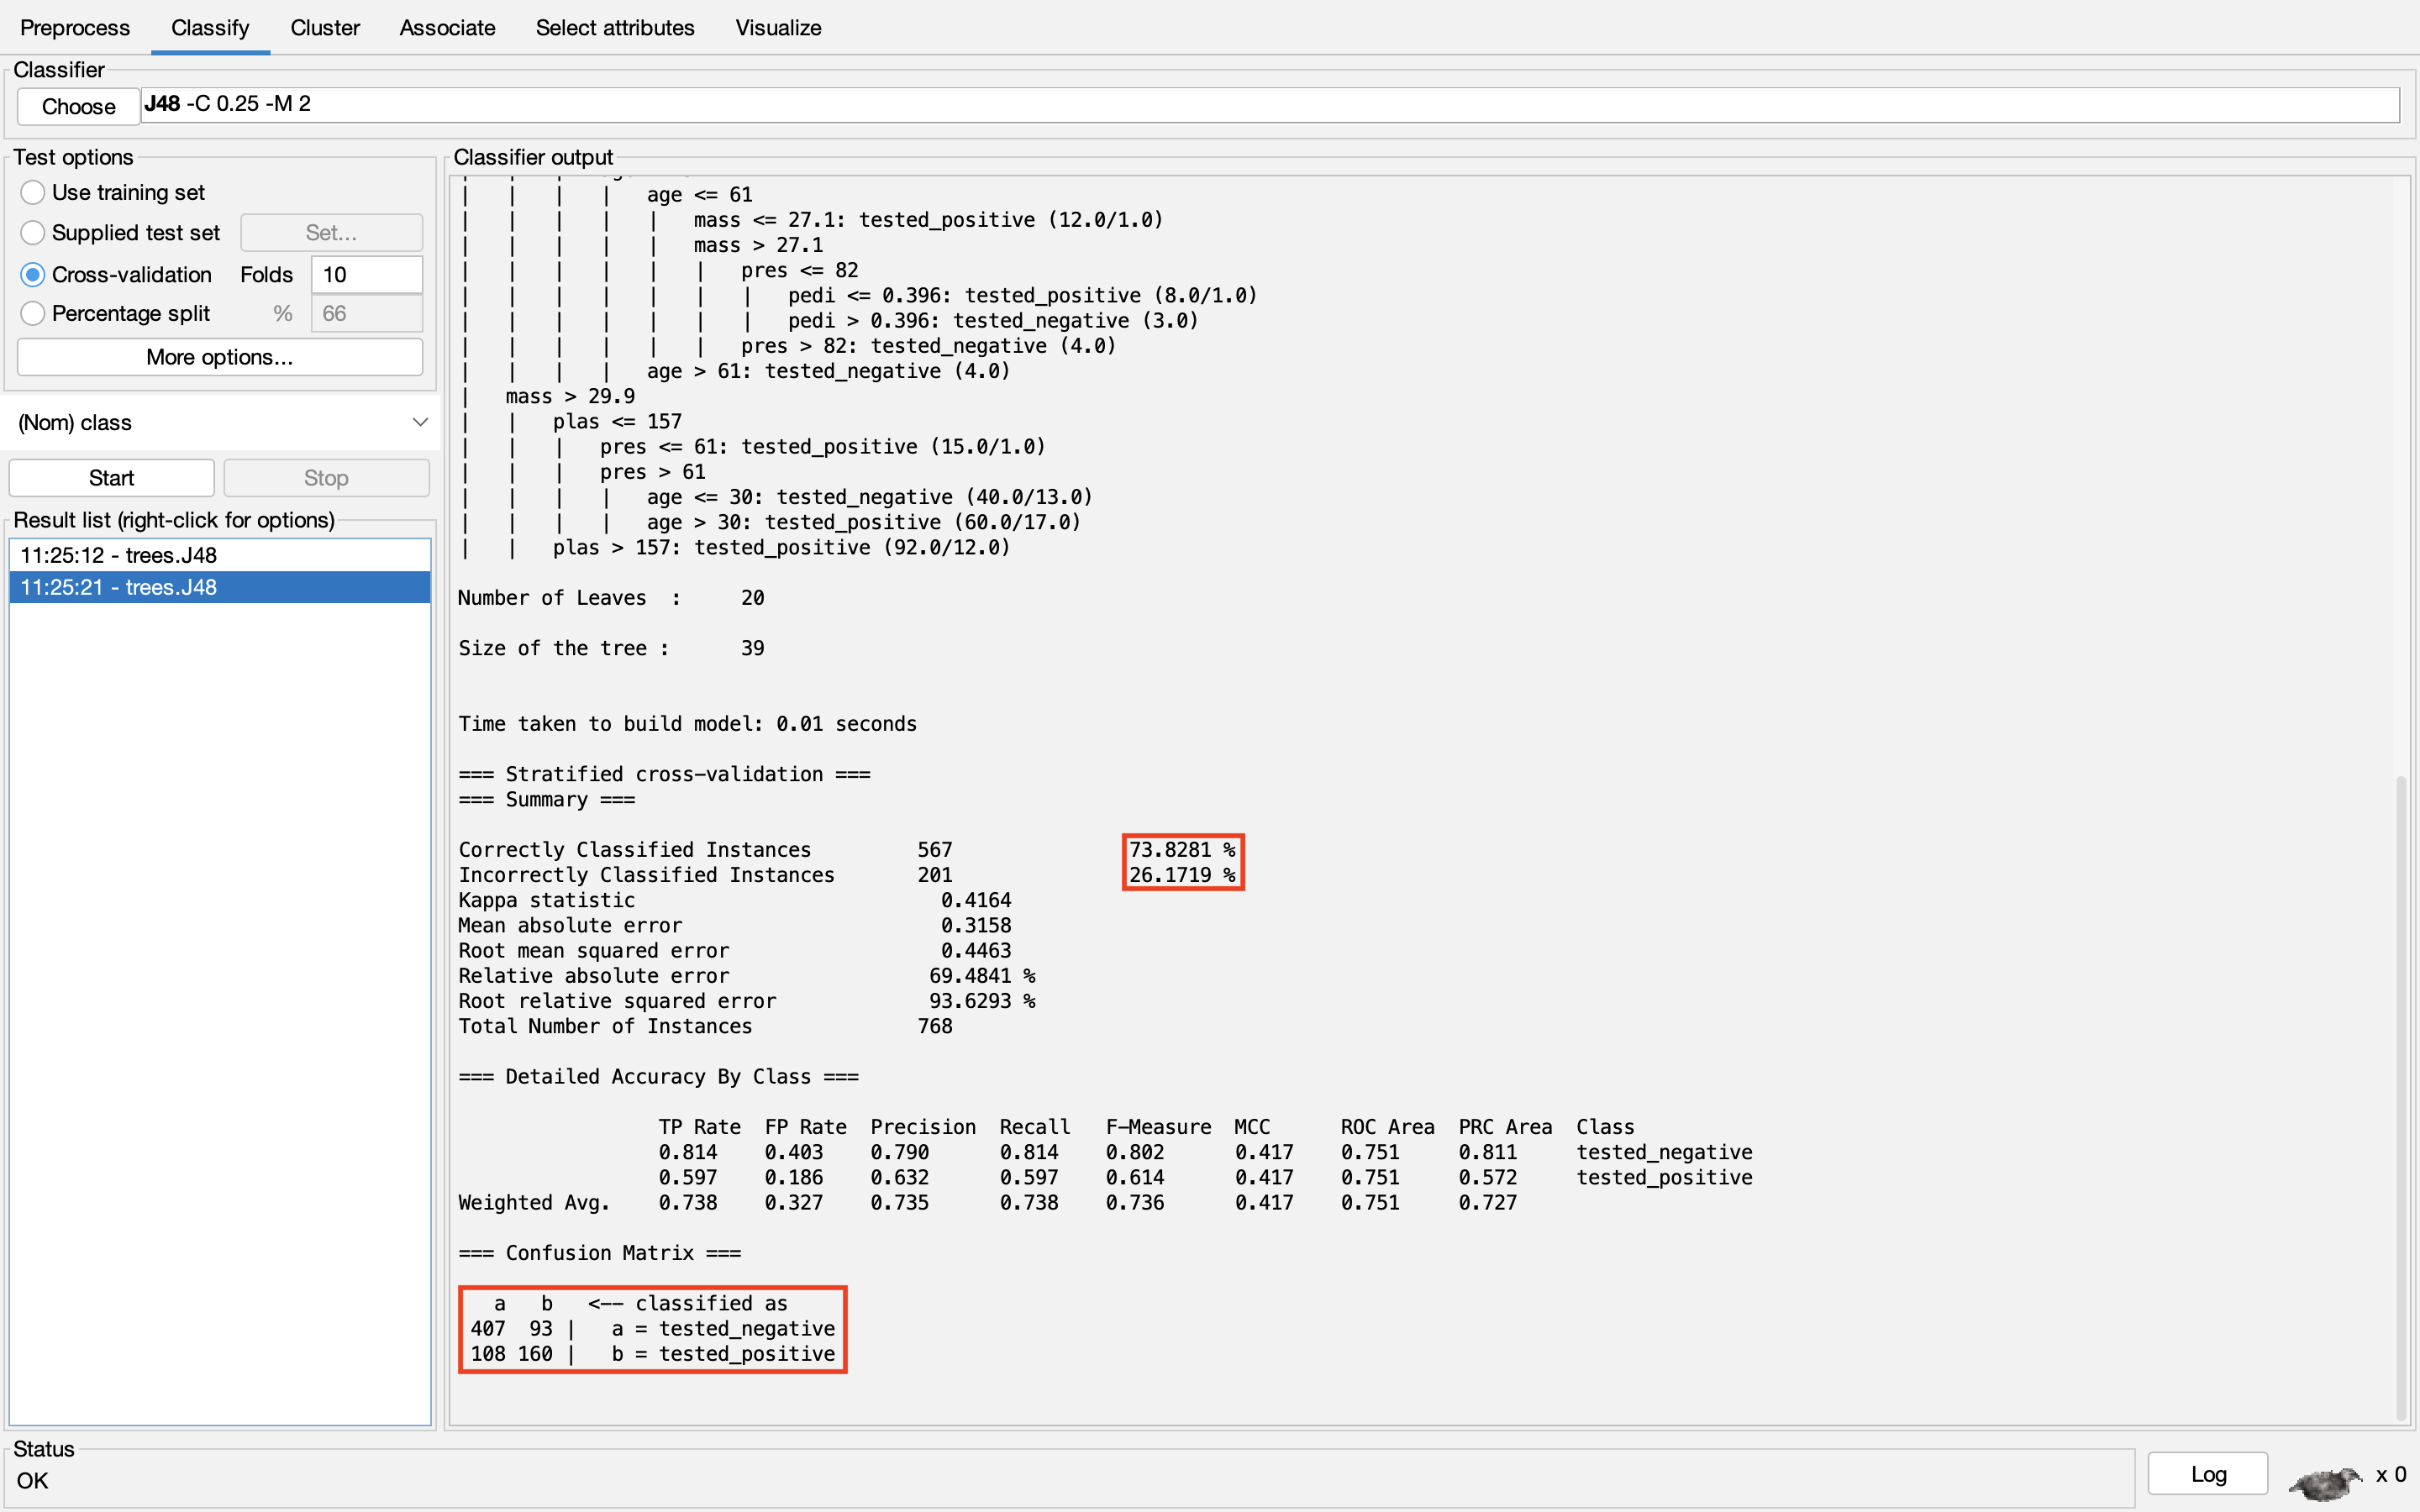 Preprocess Classify Cluster Associate Select attributes Visualize
Classifier
Choose J48 -C 0.25 -M 2
Test options
Use training set
Supplied test set Set...
Cross-validation Folds 10
Percentage split % 66
More options...
(Nom) class
Start Stop
Result list (right-click for options)
11:25:12 - trees.J48
11:25:21 - trees.J48
Classifier output
|   |   |   |   age <= 61
|   |   |   |   |   mass <= 27.1: tested_positive (12.0/1.0)
|   |   |   |   |   mass > 27.1
|   |   |   |   |   |   pres <= 82
|   |   |   |   |   |   |   pedi <= 0.396: tested_positive (8.0/1.0)
|   |   |   |   |   |   |   pedi > 0.396: tested_negative (3.0)
|   |   |   |   |   |   pres > 82: tested_negative (4.0)
|   |   |   |   age > 61: tested_negative (4.0)
|   mass > 29.9
|   |   plas <= 157
|   |   |   pres <= 61: tested_positive (15.0/1.0)
|   |   |   pres > 61
|   |   |   |   age <= 30: tested_negative (40.0/13.0)
|   |   |   |   age > 30: tested_positive (60.0/17.0)
|   |   plas > 157: tested_positive (92.0/12.0)
Number of Leaves  : 20
Size of the tree : 39
Time taken to build model: 0.01 seconds
=== Stratified cross-validation ===
=== Summary ===
Correctly Classified Instances 567 73.8281 %
Incorrectly Classified Instances 201 26.1719 %
Kappa statistic 0.4164
Mean absolute error 0.3158
Root mean squared error 0.4463
Relative absolute error 69.4841 %
Root relative squared error 93.6293 %
Total Number of Instances 768
=== Detailed Accuracy By Class ===
TP Rate FP Rate Precision Recall F-Measure MCC ROC Area PRC Area Class
0.814 0.403 0.790 0.814 0.802 0.417 0.751 0.811 tested_negative
0.597 0.186 0.632 0.597 0.614 0.417 0.751 0.572 tested_positive
Weighted Avg. 0.738 0.327 0.735 0.738 0.736 0.417 0.751 0.727
=== Confusion Matrix ===
a b <-- classified as
407 93 | a = tested_negative
108 160 | b = tested_positive
Status
OK
Log x 0